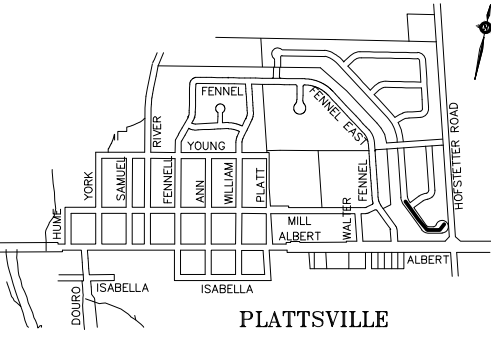 FENNEL
FENNEL EAST
HOFSTETTER ROAD
RIVER
YOUNG
YORK
SAMUEL
FENNELL
ANN
WILLIAM
PLATT
FENNEL
HUME
MILL
WALTER
ALBERT
ALBERT
ISABELLA
ISABELLA
DOURO
PLATTSVILLE